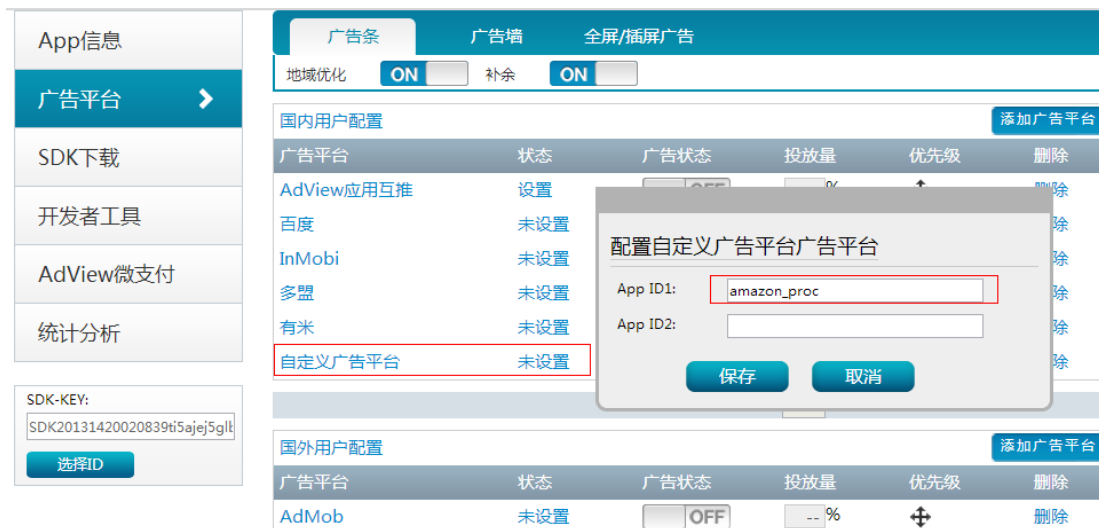 App信息
广告平台
SDK下载
开发者工具
AdView微支付
统计分析
SDK-KEY:
SDK20131420020839ti5ajej5glb
选择ID
广告条 广告墙 全屏/插屏广告
地域优化 ON 补余 ON
国内用户配置 添加广告平台
广告平台 状态 广告状态 投放量 优先级 删除
AdView应用互推 设置 OFF % 删除
百度 未设置 除
InMobi 未设置 除
多盟 未设置 除
有米 未设置 除
自定义广告平台 未设置 除
配置自定义广告平台广告平台
App ID1: amazon_proc
App ID2:
保存 取消
国外用户配置 添加广告平台
广告平台 状态 广告状态 投放量 优先级 删除
AdMob 未设置 OFF -- % 删除